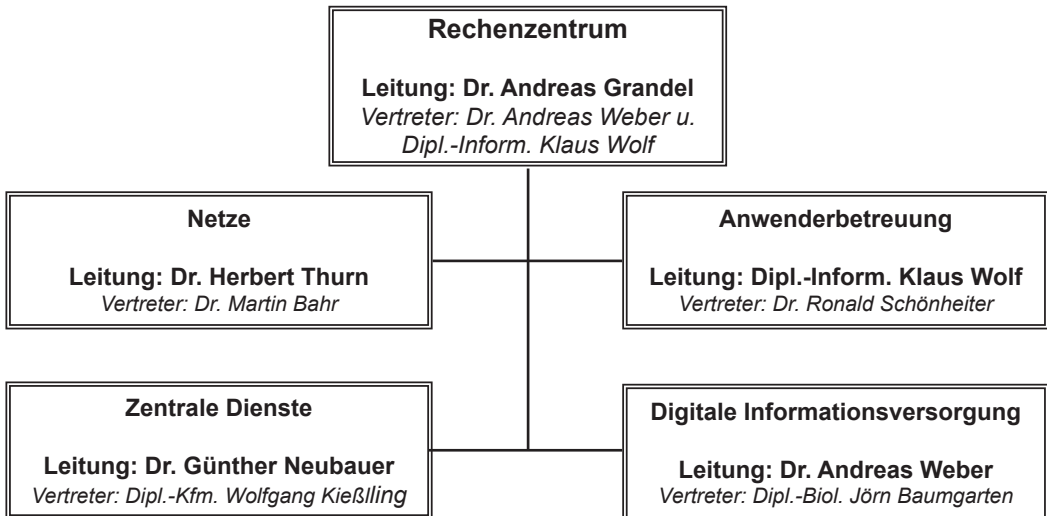 Rechenzentrum
Leitung: Dr. Andreas Grandel
Vertreter: Dr. Andreas Weber u.
Dipl.-Inform. Klaus Wolf
Netze
Leitung: Dr. Herbert Thurn
Vertreter: Dr. Martin Bahr
Anwenderbetreuung
Leitung: Dipl.-Inform. Klaus Wolf
Vertreter: Dr. Ronald Schönheiter
Zentrale Dienste
Leitung: Dr. Günther Neubauer
Vertreter: Dipl.-Kfm. Wolfgang Kießlling
Digitale Informationsversorgung
Leitung: Dr. Andreas Weber
Vertreter: Dipl.-Biol. Jörn Baumgarten